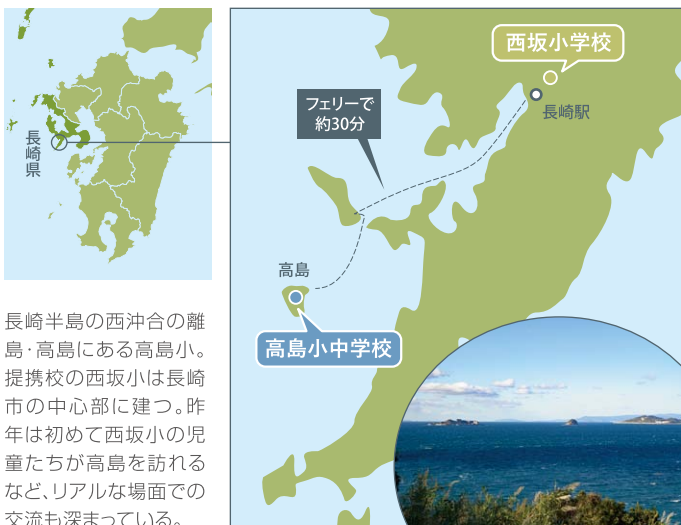 西坂小学校
長崎駅
フェリーで
約30分
長崎県
高島
高島小中学校
長崎半島の西沖合の離
島・高島にある高島小。
提携校の西坂小は長崎
市の中心部に建つ。昨
年は初めて西坂小の児
童たちが高島を訪れる
など、リアルな場面での
交流も深まっている。